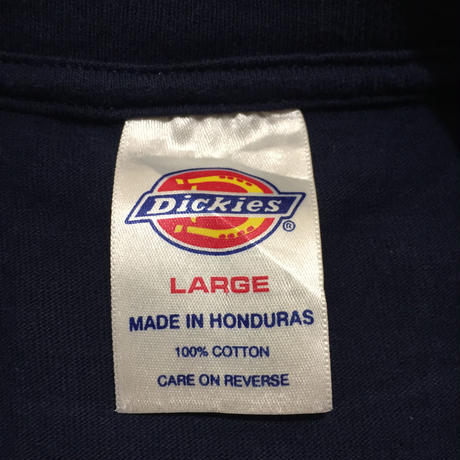 Dickies®
LARGE
MADE IN HONDURAS
100% COTTON
CARE ON REVERSE